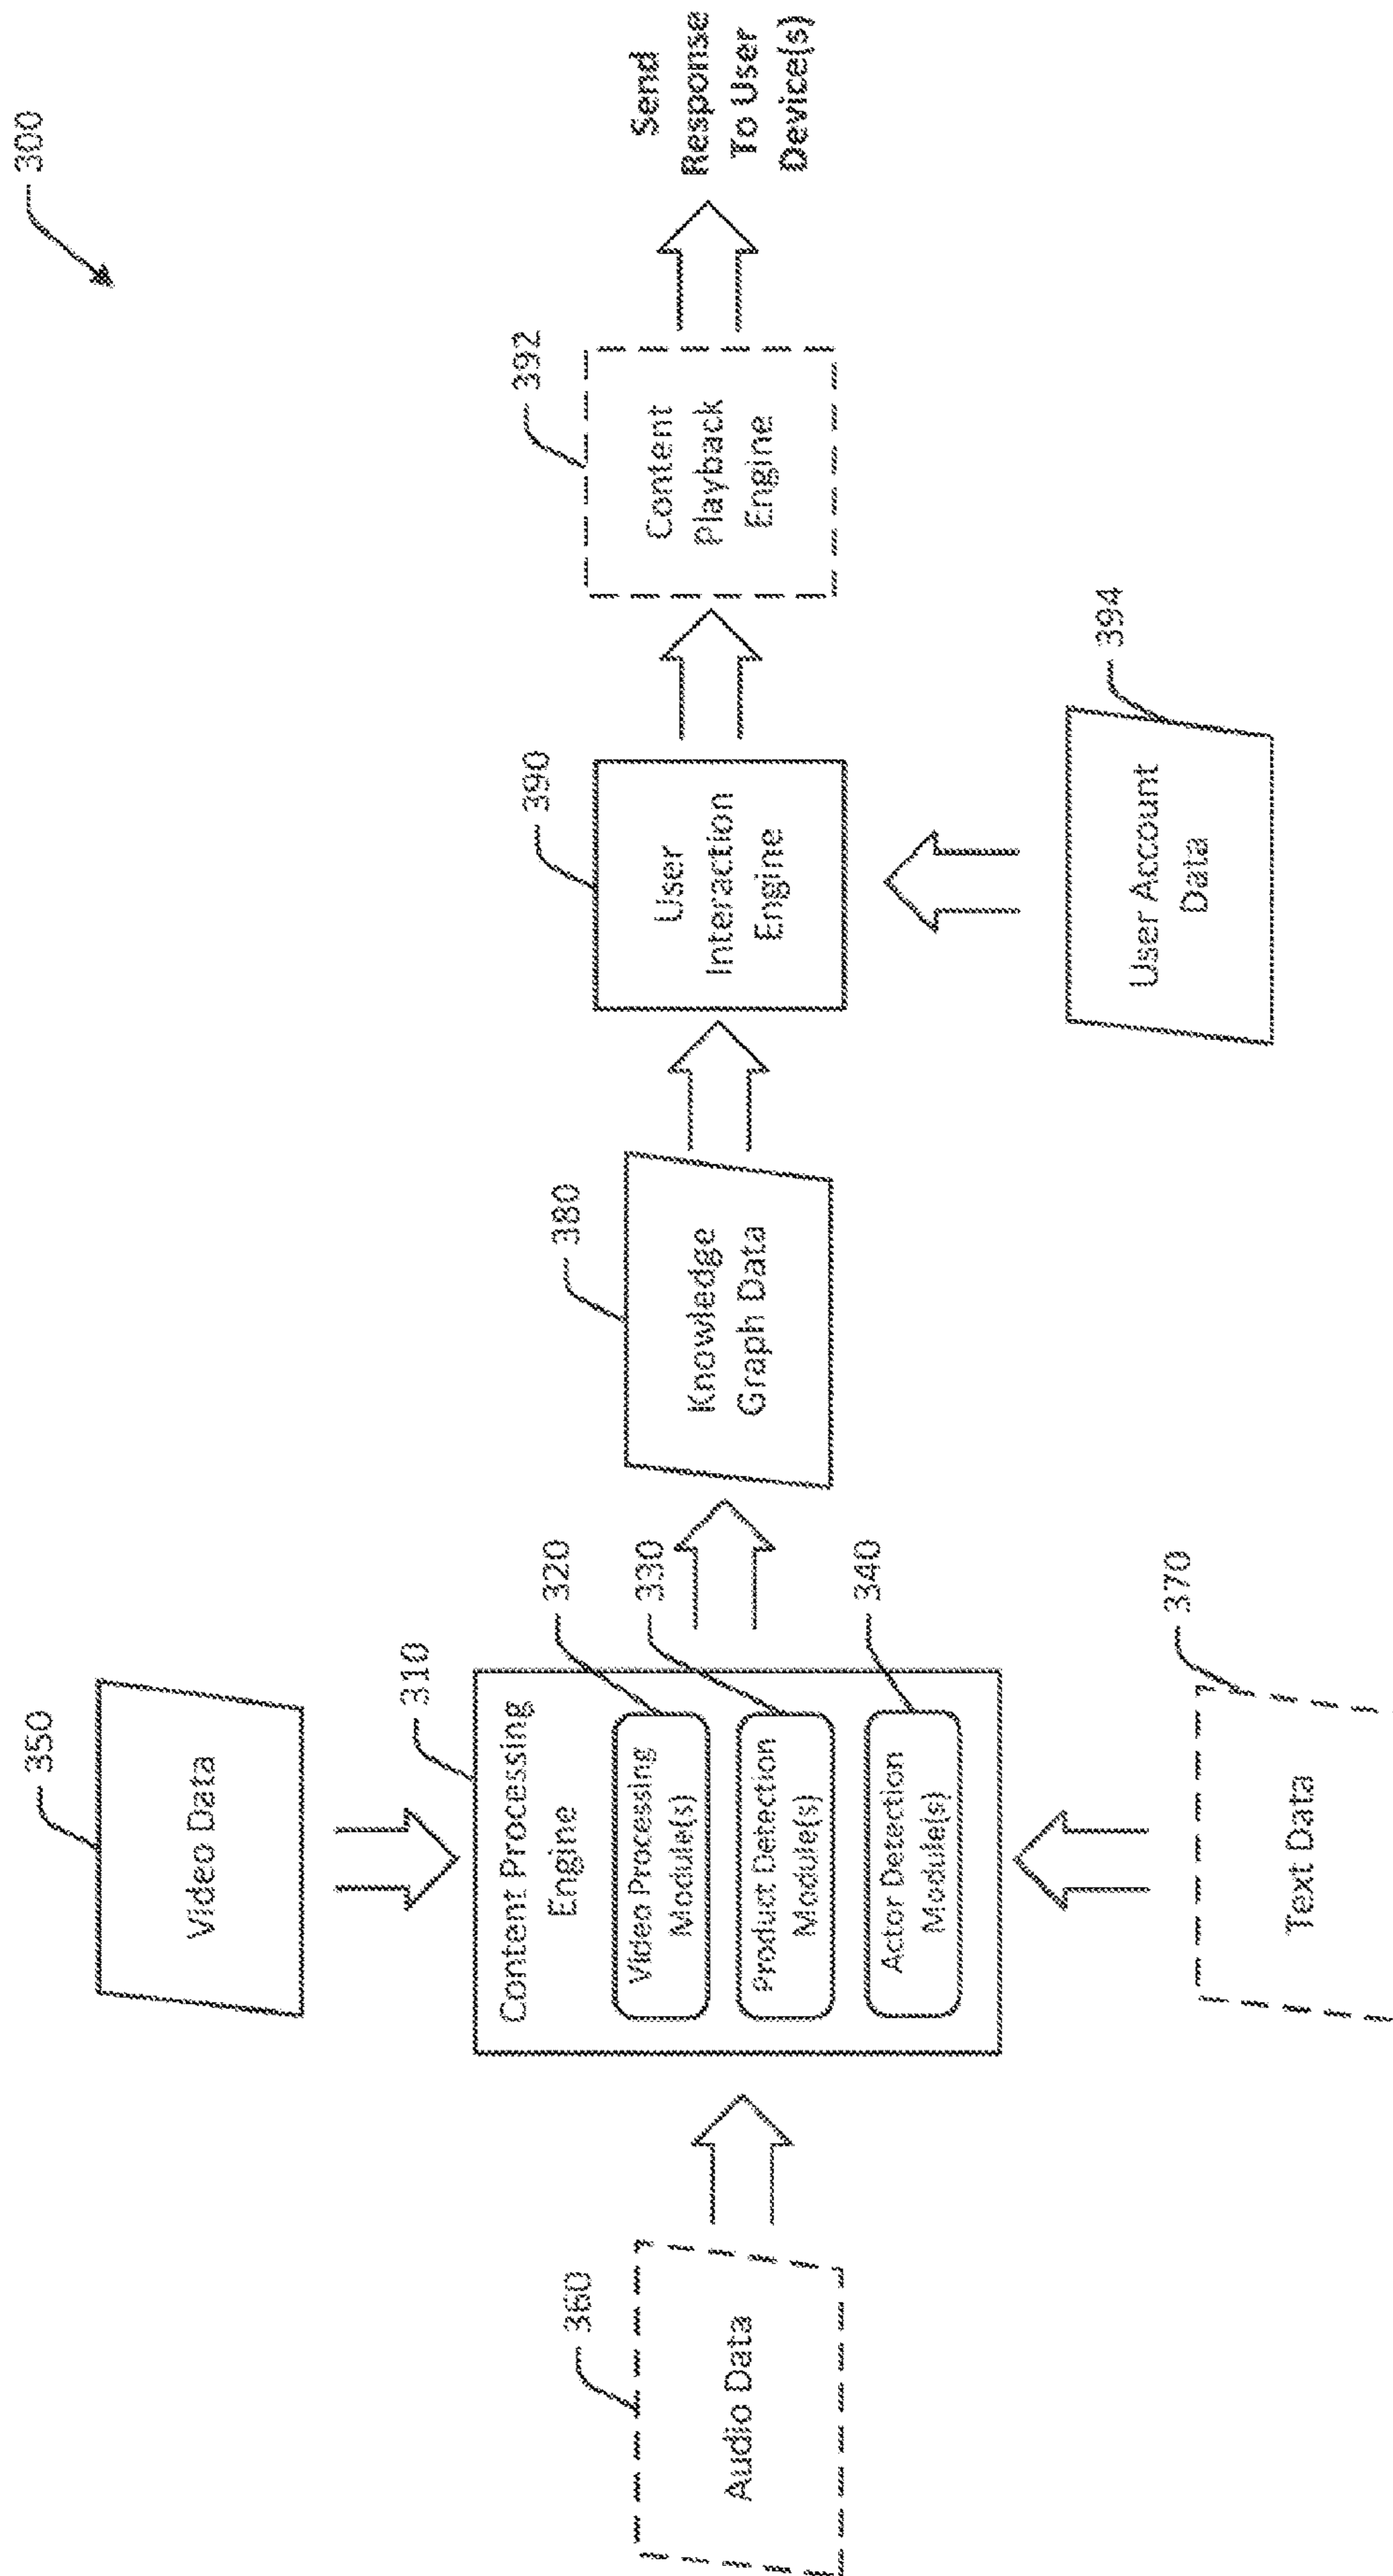 300
350
Video Data
310
Content Processing
Engine
320
Video Processing
Module(s)
330
Product Detection
Module(s)
340
Actor Detection
Module(s)
360
Audio Data
370
Text Data
380
Knowledge
Graph Data
390
User
Interaction
Engine
394
User Account
Data
392
Content
Playback
Engine
Send
Response
To User
Device(s)